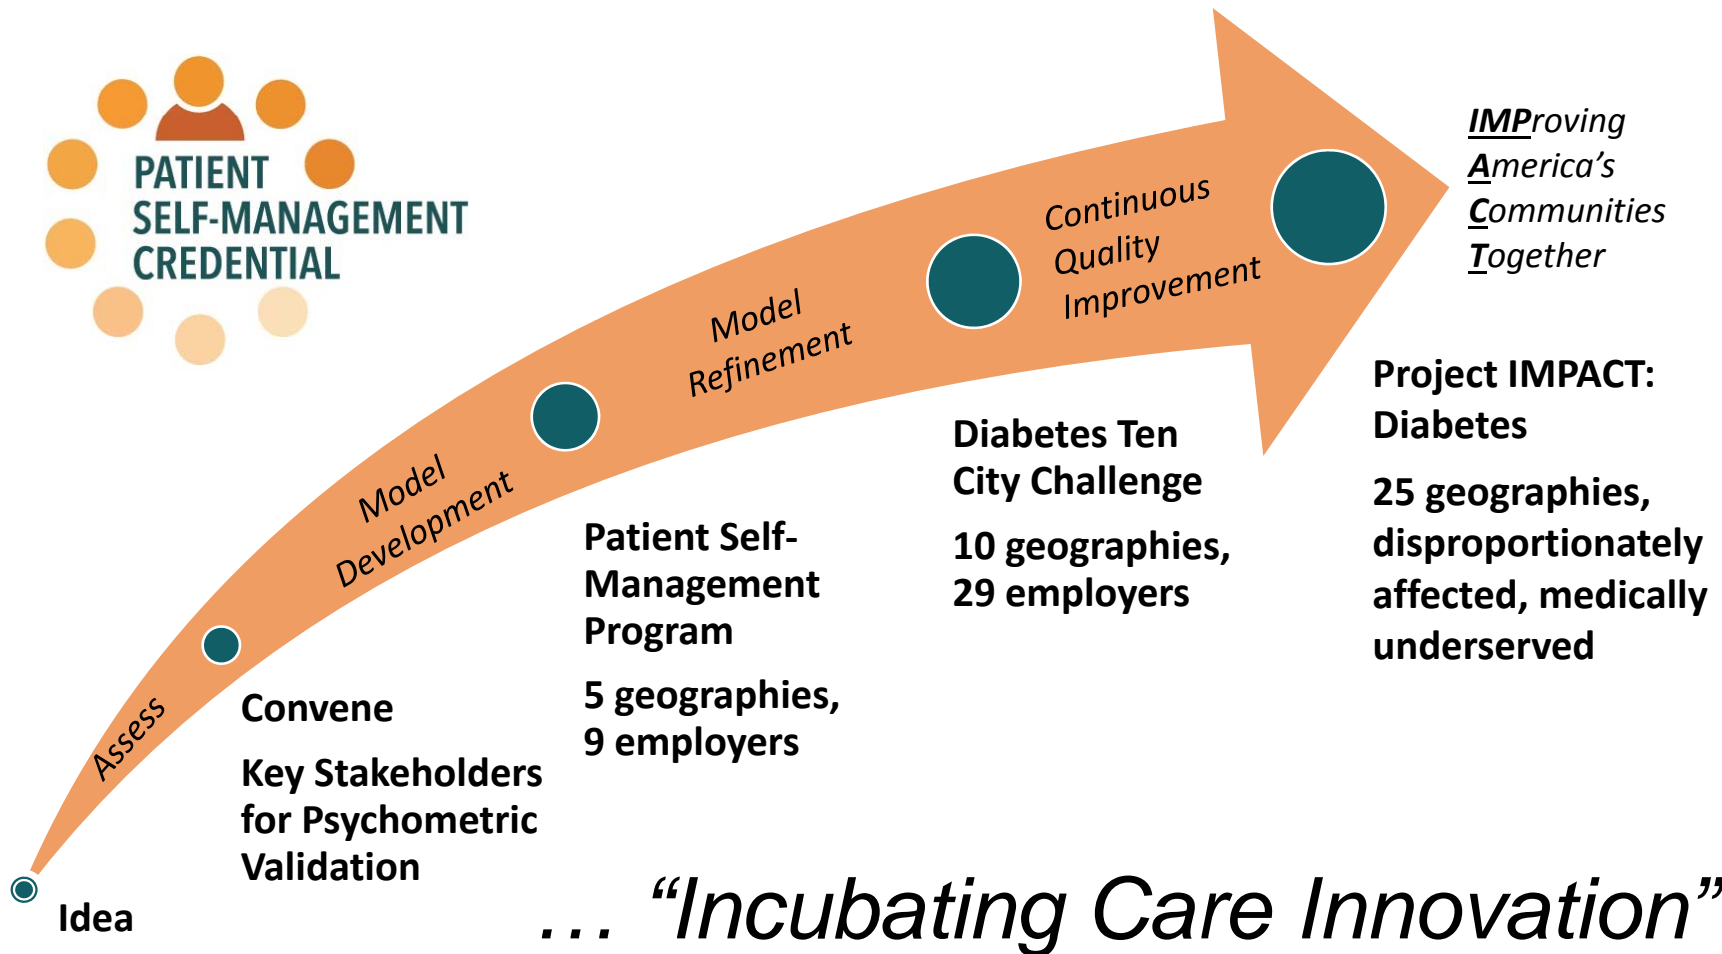 PATIENT
SELF-MANAGEMENT
CREDENTIAL
IMProving
America’s
Communities
Together
Continuous
Quality
Improvement
Model
Refinement
Model
Development
Assess
Idea
Convene
Key Stakeholders
for Psychometric
Validation
Patient Self-
Management
Program
5 geographies,
9 employers
Diabetes Ten
City Challenge
10 geographies,
29 employers
Project IMPACT:
Diabetes
25 geographies,
disproportionately
affected, medically
underserved
… “Incubating Care Innovation”